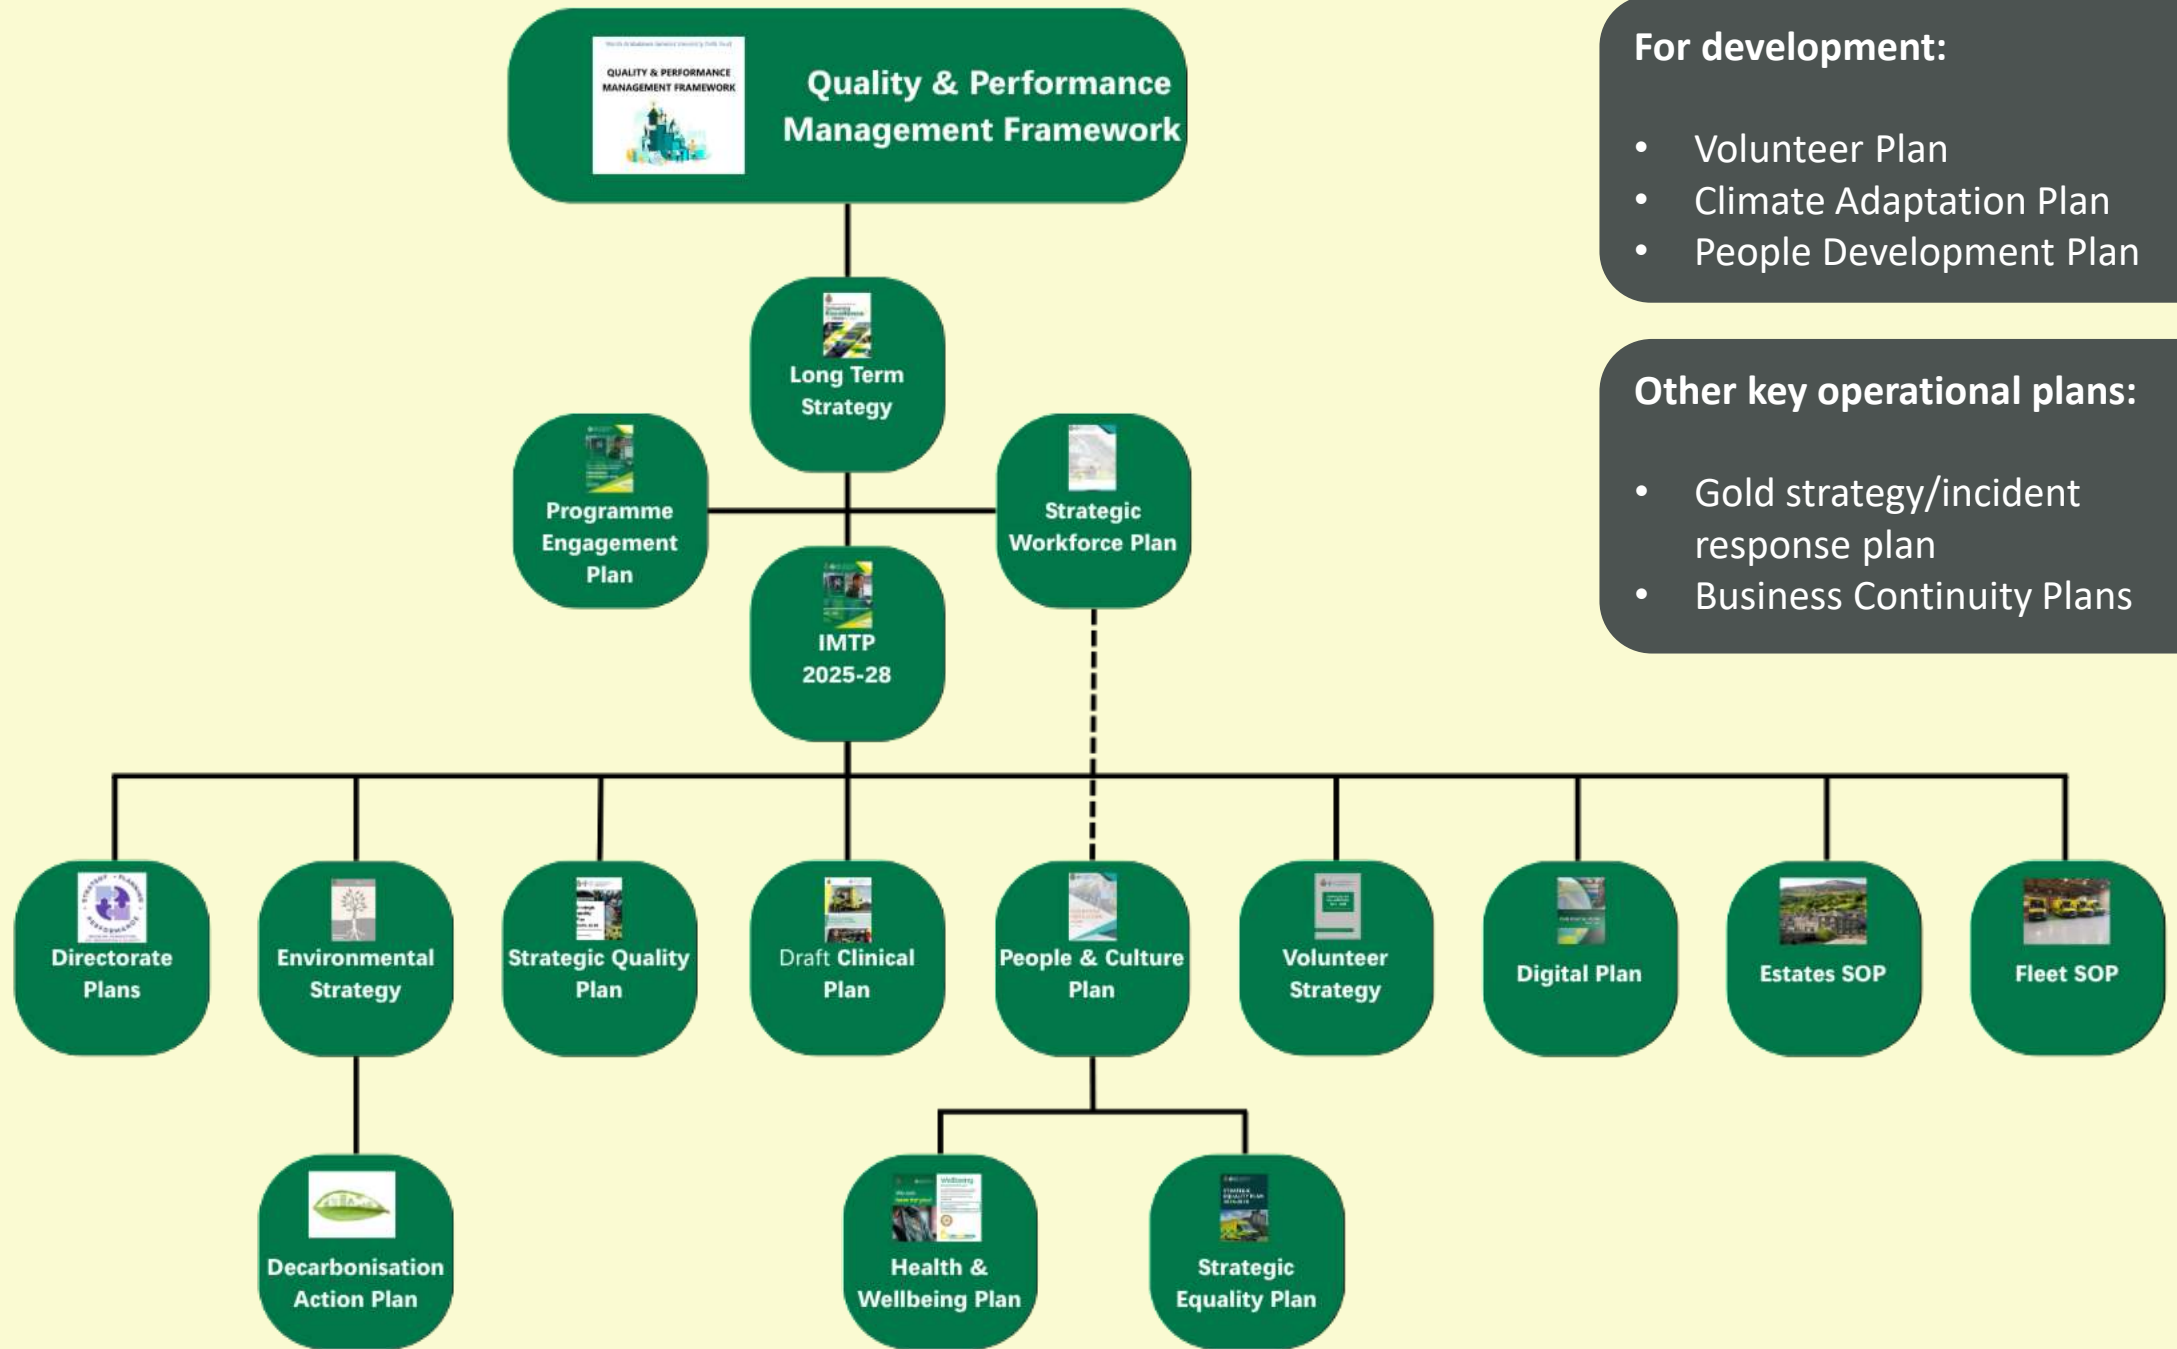 QUALITY & PERFORMANCE
MANAGEMENT FRAMEWORK
Quality & Performance
Management Framework
Long Term
Strategy
Programme
Engagement
Plan
Strategic
Workforce Plan
IMTP
2025-28
Directorate
Plans
Environmental
Strategy
Strategic Quality
Plan
Draft Clinical
Plan
People & Culture
Plan
Volunteer
Strategy
Digital Plan
Estates SOP
Fleet SOP
Decarbonisation
Action Plan
Health &
Wellbeing Plan
Strategic
Equality Plan
For development:
• Volunteer Plan
• Climate Adaptation Plan
• People Development Plan
Other key operational plans:
• Gold strategy/incident
response plan
• Business Continuity Plans